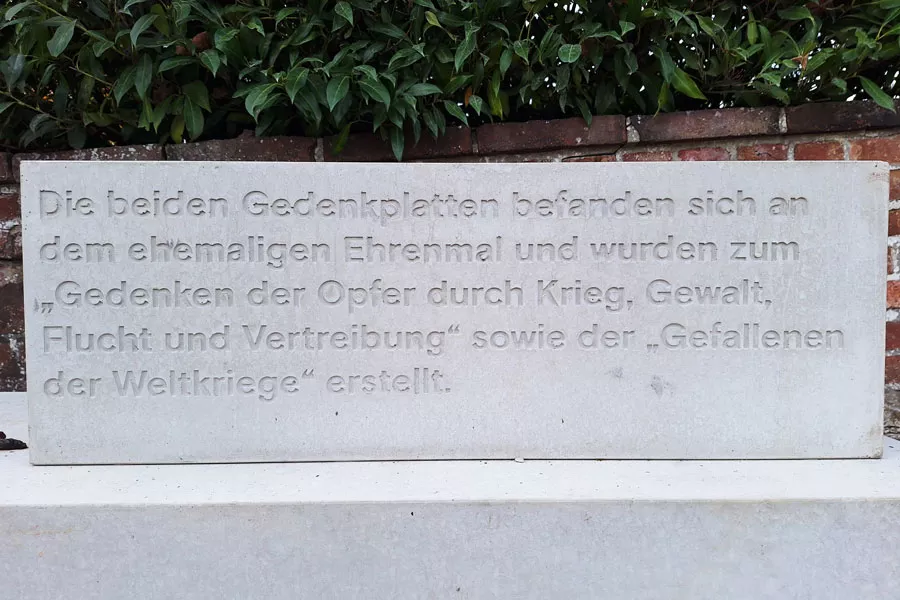 Die beiden Gedenkplatten befanden sich an
dem ehemaligen Ehrenmal und wurden zum
„Gedenken der Opfer durch Krieg, Gewalt,
Flucht und Vertreibung“ sowie der „Gefallenen
der Weltkriege“ erstellt.